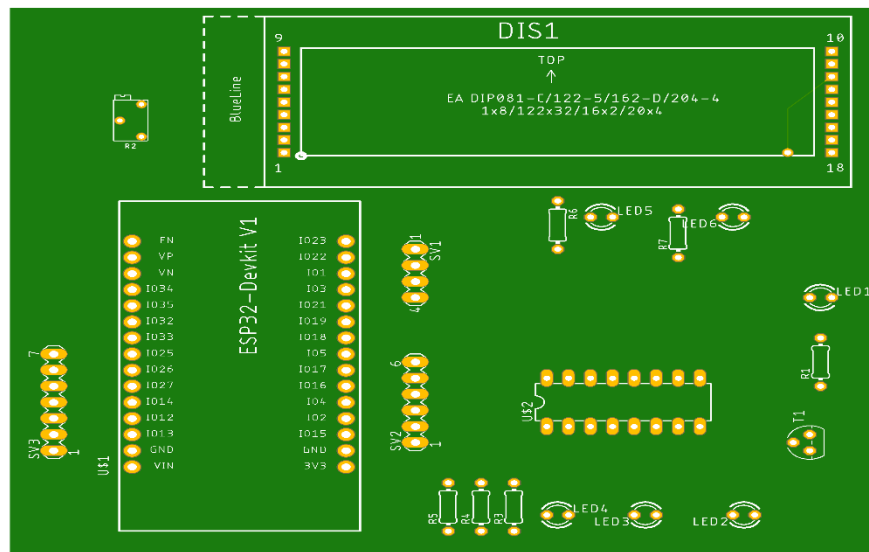 DIS1
9
10
TOP
EA DIP081-C/122-5/162-D/204-4
1x8/122x32/16x2/20x4
BlueLine
1
18
R2
ESP32-Devkit V1
EN
VP
VN
IO34
IO35
IO32
IO33
IO25
IO26
IO27
IO14
IO12
IO13
GND
VIN
IO23
IO22
IO1
IO3
IO21
IO19
IO18
IO5
IO17
IO16
IO4
IO2
IO15
GND
3V3
U$1
7
SV3
1
1
SV1
4
6
SV2
1
R6
LED5
R7
LED6
LED1
R1
T1
U$2
R5
R4
R3
LED4
LED3
LED2